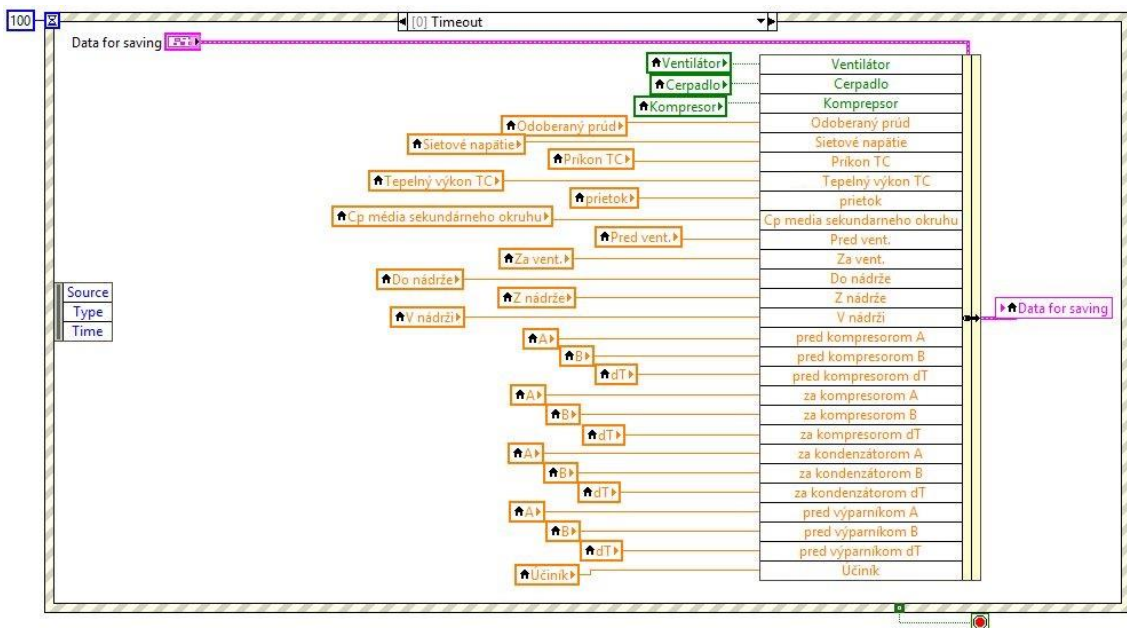 100
[0] Timeout
Data for saving
Ventilátor Ventilátor
Cerpadlo Cerpadlo
Kompresor Komprepsor
Odoberaný prúd Odoberaný prúd
Sietové napätie Sietové napätie
Príkon TC Príkon TC
Tepelný výkon TC Tepelný výkon TC
prietok prietok
Cp média sekundárneho okruhu Cp media sekundarneho okruhu
Pred vent. Pred vent.
Za vent. Za vent.
Do nádrže Do nádrže
Source
Z nádrže Z nádrže
Type
V nádrži V nádrži
Data for saving
Time
A pred kompresorom A
B pred kompresorom B
dT pred kompresorom dT
A za kompresorom A
B za kompresorom B
dT za kompresorom dT
A za kondenzátorom A
B za kondenzátorom B
dT za kondenzátorom dT
A pred výparníkom A
B pred výparníkom B
dT pred výparníkom dT
Účiník Účiník